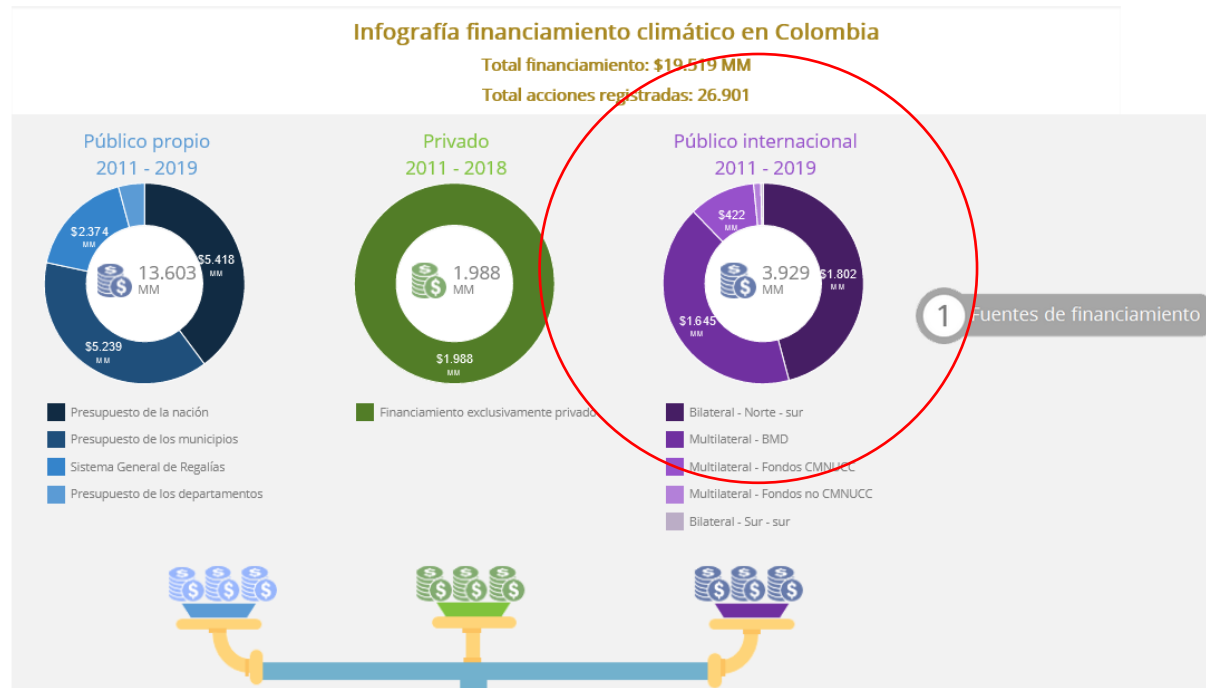 Infografía financiamiento climático en Colombia
Total financiamiento: $19.519 MM
Total acciones registradas: 26.901
Público propio
2011 - 2019
$2.374
MM
$5.418
MM
13.603
MM
$5.239
MM
Presupuesto de la nación
Presupuesto de los municipios
Sistema General de Regalías
Presupuesto de los departamentos
Privado
2011 - 2018
1.988
MM
$1.988
MM
Financiamiento exclusivamente privado
Público internacional
2011 - 2019
$422
MM
3.929
MM
$1.802
MM
$1.645
MM
Bilateral - Norte - sur
Multilateral - BMD
Multilateral - Fondos CMNUCC
Multilateral - Fondos no CMNUCC
Bilateral - Sur - sur
1 Fuentes de financiamiento